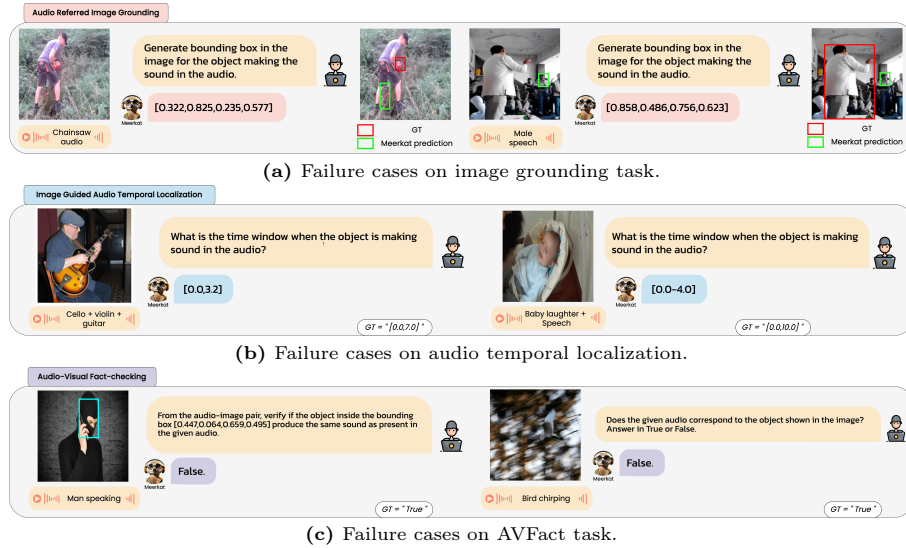 Audio Referred Image Grounding
Generate bounding box in the
image for the object making the
sound in the audio.
[0.322,0.825,0.235,0.577]
Meerkat
Chainsaw
audio
GT
Meerkat prediction
Generate bounding box in the
image for the object making the
sound in the audio.
[0.858,0.486,0.756,0.623]
Meerkat
Male
speech
GT
Meerkat prediction
(a) Failure cases on image grounding task.
Image Guided Audio Temporal Localization
What is the time window when the object is making
sound in the audio?
[0.0,3.2]
Meerkat
Cello + violin +
guitar
GT = " [0.0,7.0] "
What is the time window when the object is making
sound in the audio?
[0.0-4.0]
Meerkat
Baby laughter +
Speech
GT = " [0.0,10.0] "
(b) Failure cases on audio temporal localization.
Audio-Visual Fact-checking
From the audio-image pair, verify if the object inside the bounding
box [0.447,0.064,0.659,0.495] produce the same sound as present in
the given audio.
False.
Meerkat
Man speaking
GT = " True "
Does the given audio correspond to the object shown in the image?
Answer in True or False.
False.
Meerkat
Bird chirping
GT = " True "
(c) Failure cases on AVFact task.